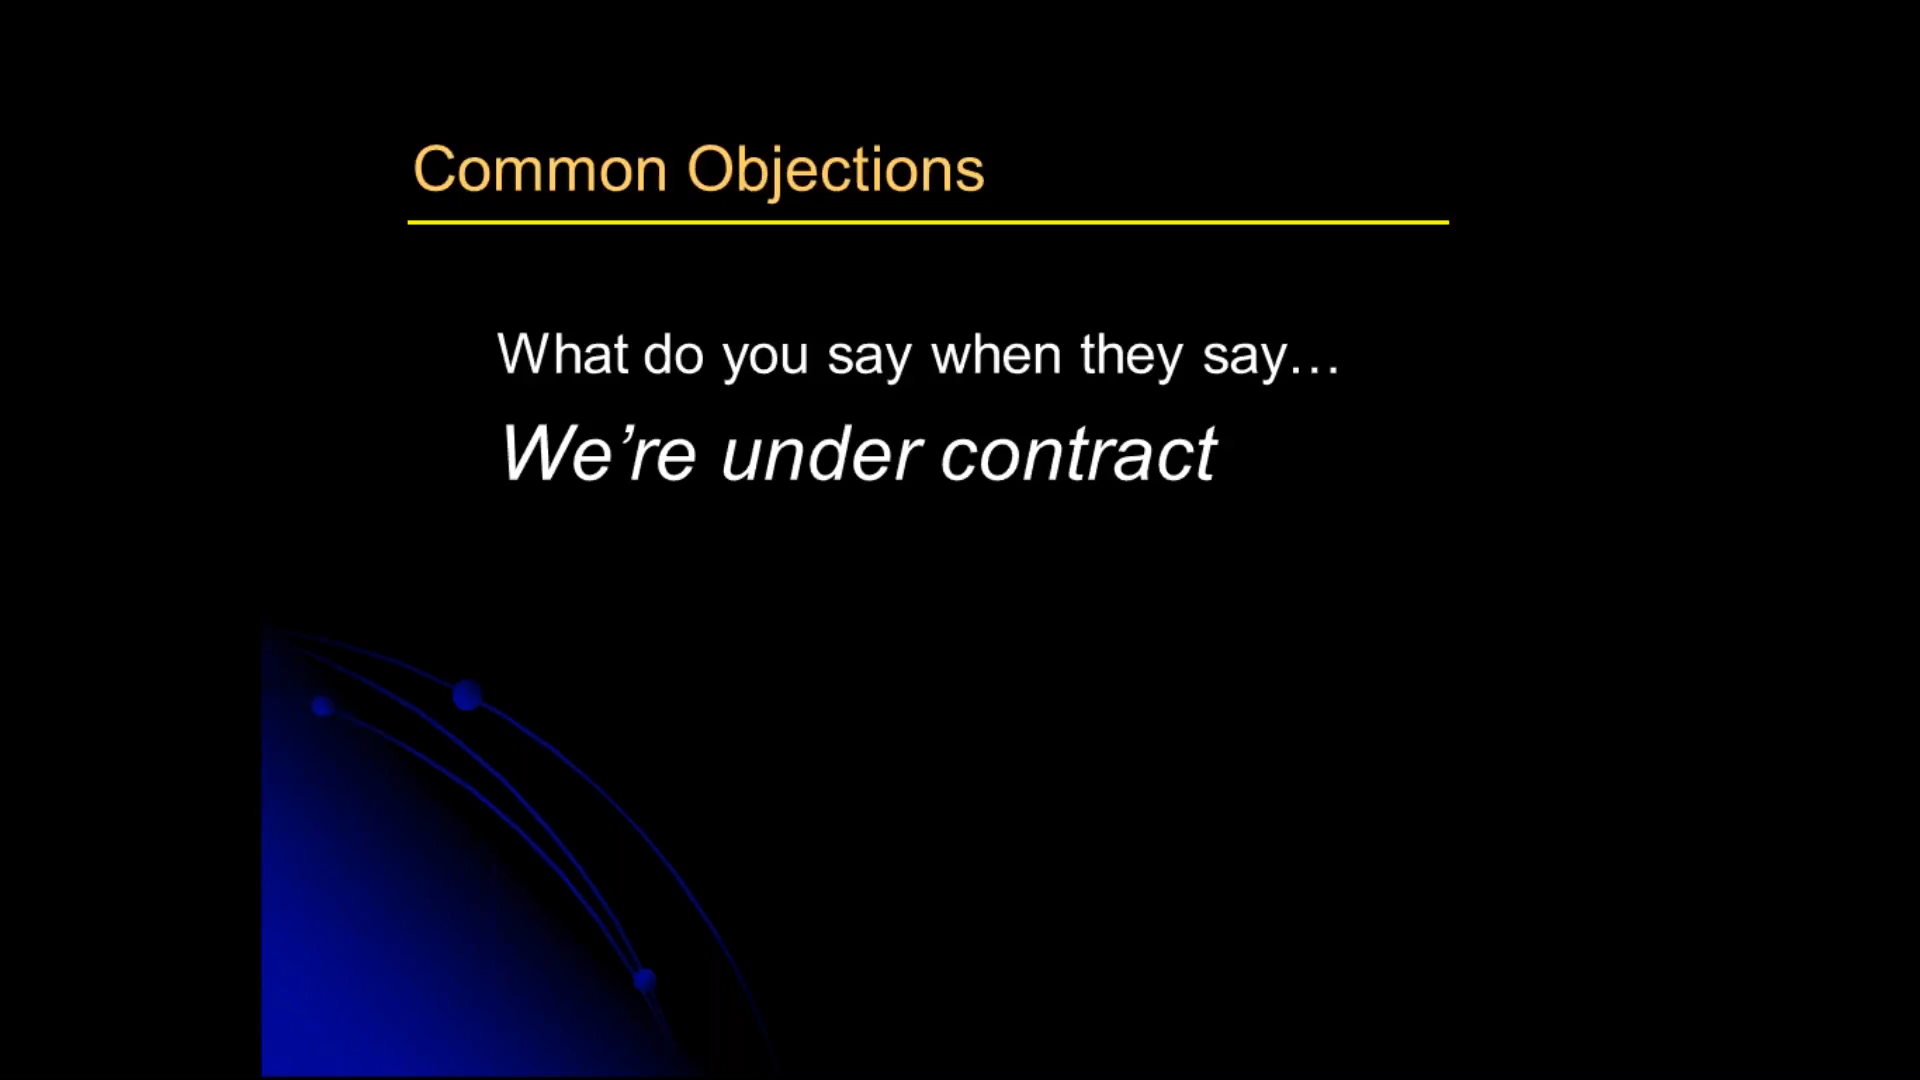 Common Objections
What do you say when they say…
We’re under contract